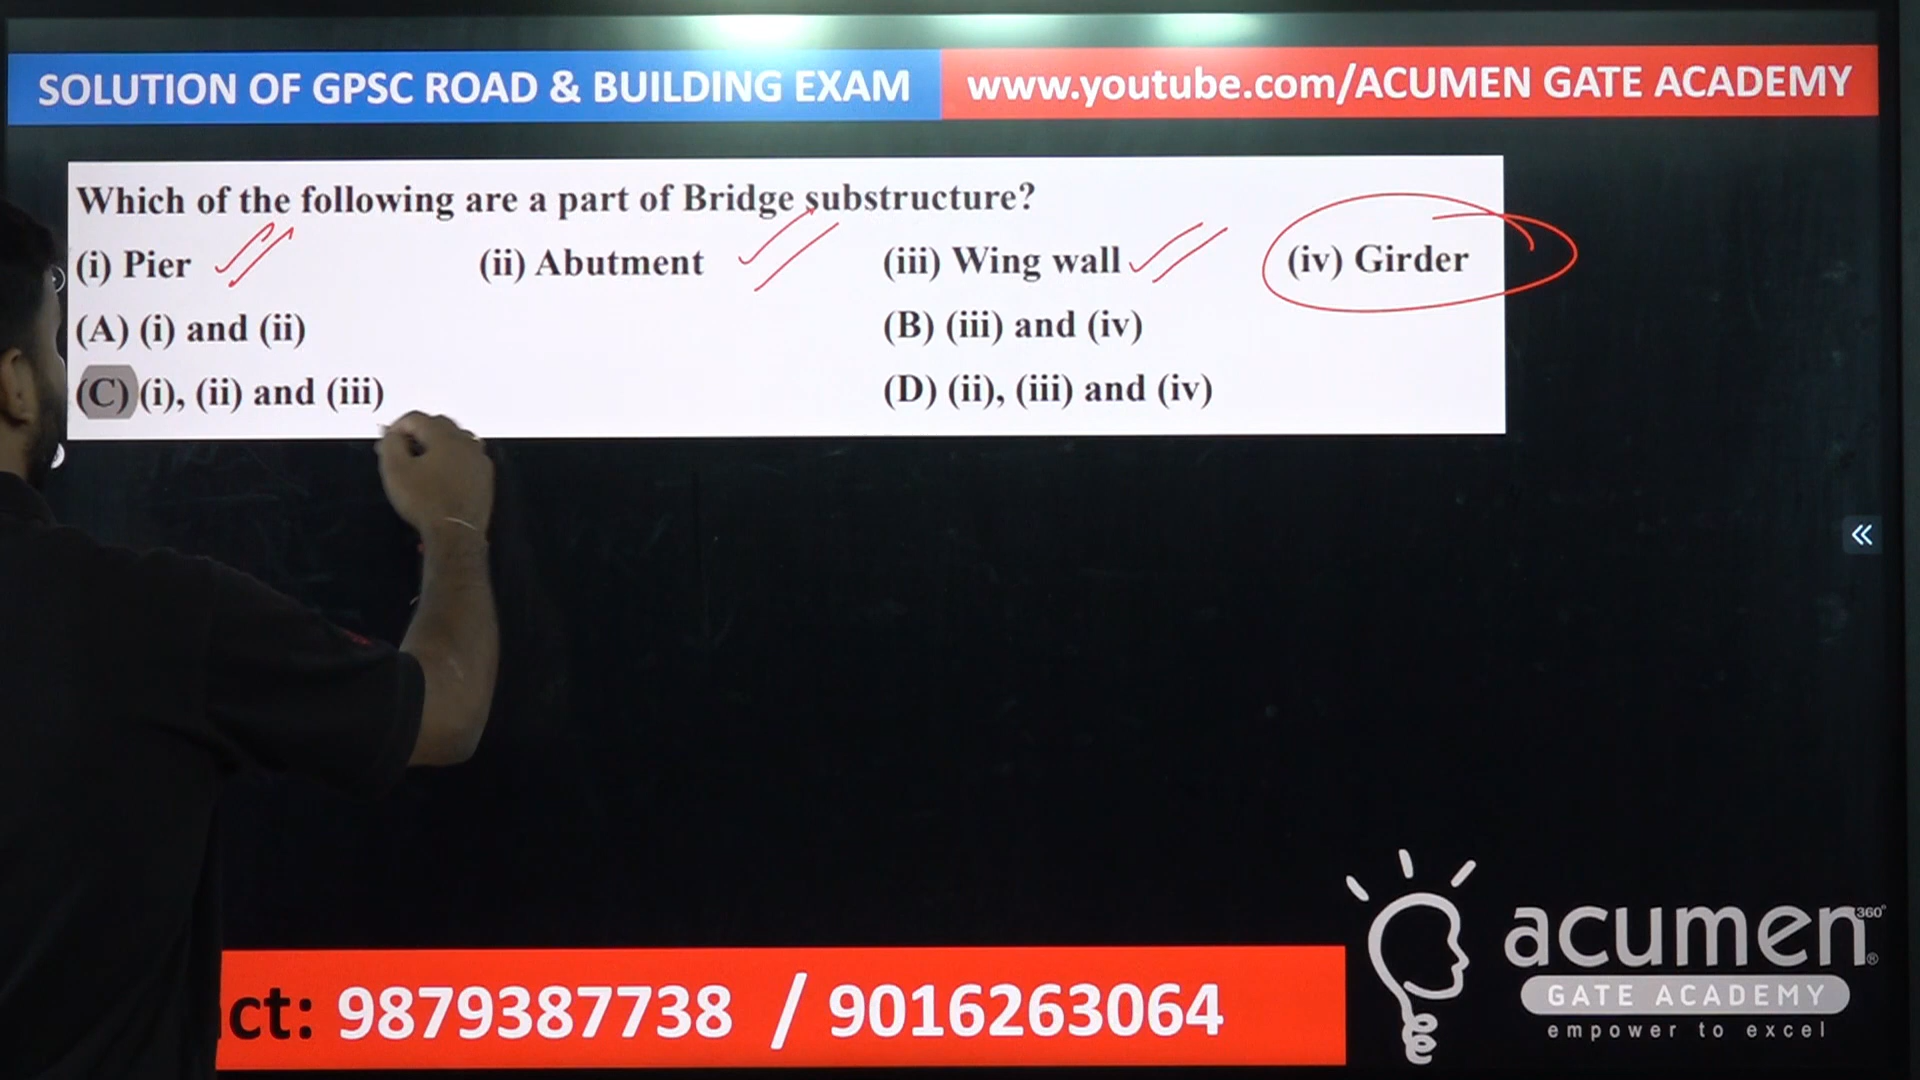 SOLUTION OF GPSC ROAD & BUILDING EXAM www.youtube.com/ACUMEN GATE ACADEMY
Which of the following are a part of Bridge substructure?
(i) Pier (ii) Abutment (iii) Wing wall (iv) Girder
(A) (i) and (ii) (B) (iii) and (iv)
(C) (i), (ii) and (iii) (D) (ii), (iii) and (iv)
ct: 9879387738 / 9016263064
acumen 360°
GATE ACADEMY
empower to excel